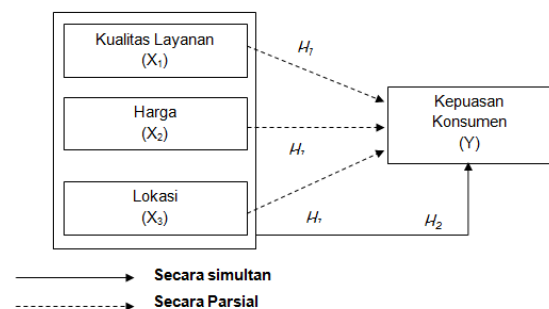 Kualitas Layanan
(X₁)
H₁
Harga
(X₂)
H₁
Lokasi
(X₃)
H₁
Kepuasan
Konsumen
(Y)
H₂
Secara simultan
Secara Parsial